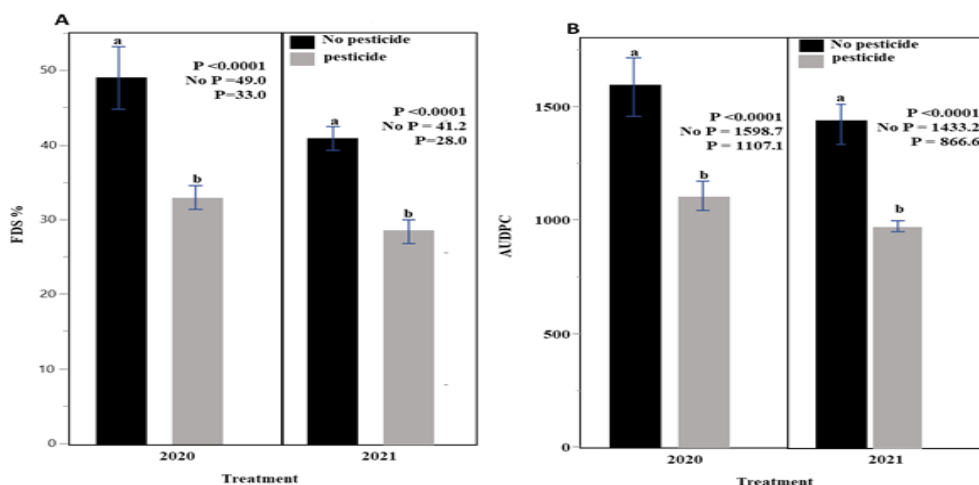 A
a
No pesticide
pesticide
50
P <0.0001
No P =49.0
P=33.0
a
P <0.0001
No P = 41.2
P=28.0
40
b
b
30
FDS %
20
10
0
2020
2021
Treatment
B
No pesticide
pesticide
a
1500
P <0.0001
No P = 1598.7
P = 1107.1
a
P <0.0001
No P = 1433.2
P = 866.6
b
b
1000
AUDPC
500
0
2020
2021
Treatment